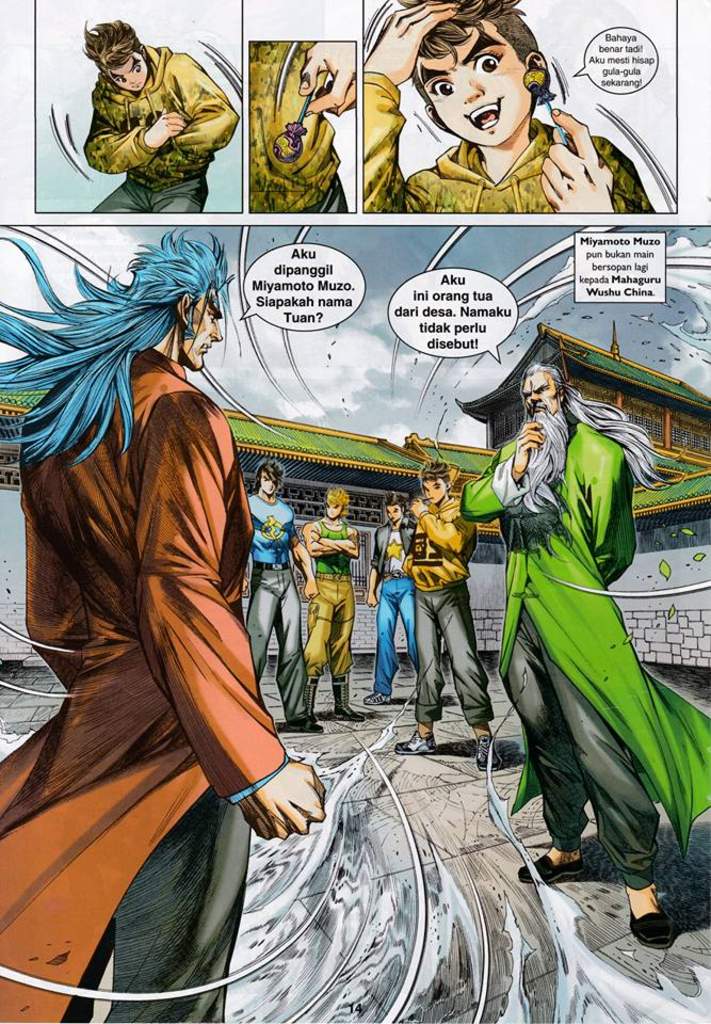 Bahaya
benar tadi!
Aku mesti hisap
gula-gula
sekarang!
Aku
dipanggil
Miyamoto Muzo.
Siapakah nama
Tuan?
Aku
ini orang tua
dari desa. Namaku
tidak perlu
disebut!
Miyamoto Muzo
pun bukan main
bersopan lagi
kepada Mahaguru
Wushu China.
14